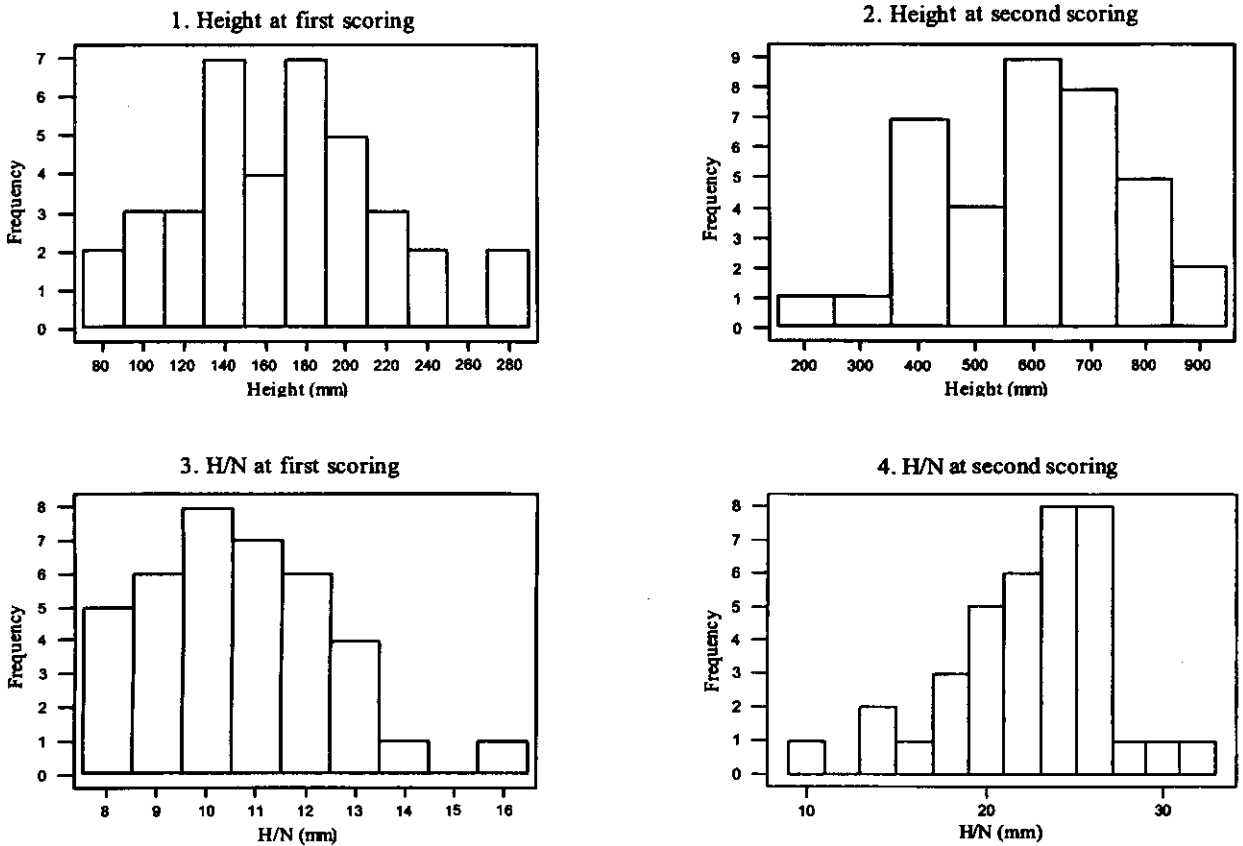 1. Height at first scoring
7
6
5
4
3
2
1
0
Frequency
80 100 120 140 160 180 200 220 240 260 280
Height (mm)
2. Height at second scoring
9
8
7
6
5
4
3
2
1
0
Frequency
200 300 400 500 600 700 800 900
Height (mm)
3. H/N at first scoring
8
7
6
5
4
3
2
1
0
Frequency
8 9 10 11 12 13 14 15 16
H/N (mm)
4. H/N at second scoring
8
7
6
5
4
3
2
1
0
Frequency
10 20 30
H/N (mm)